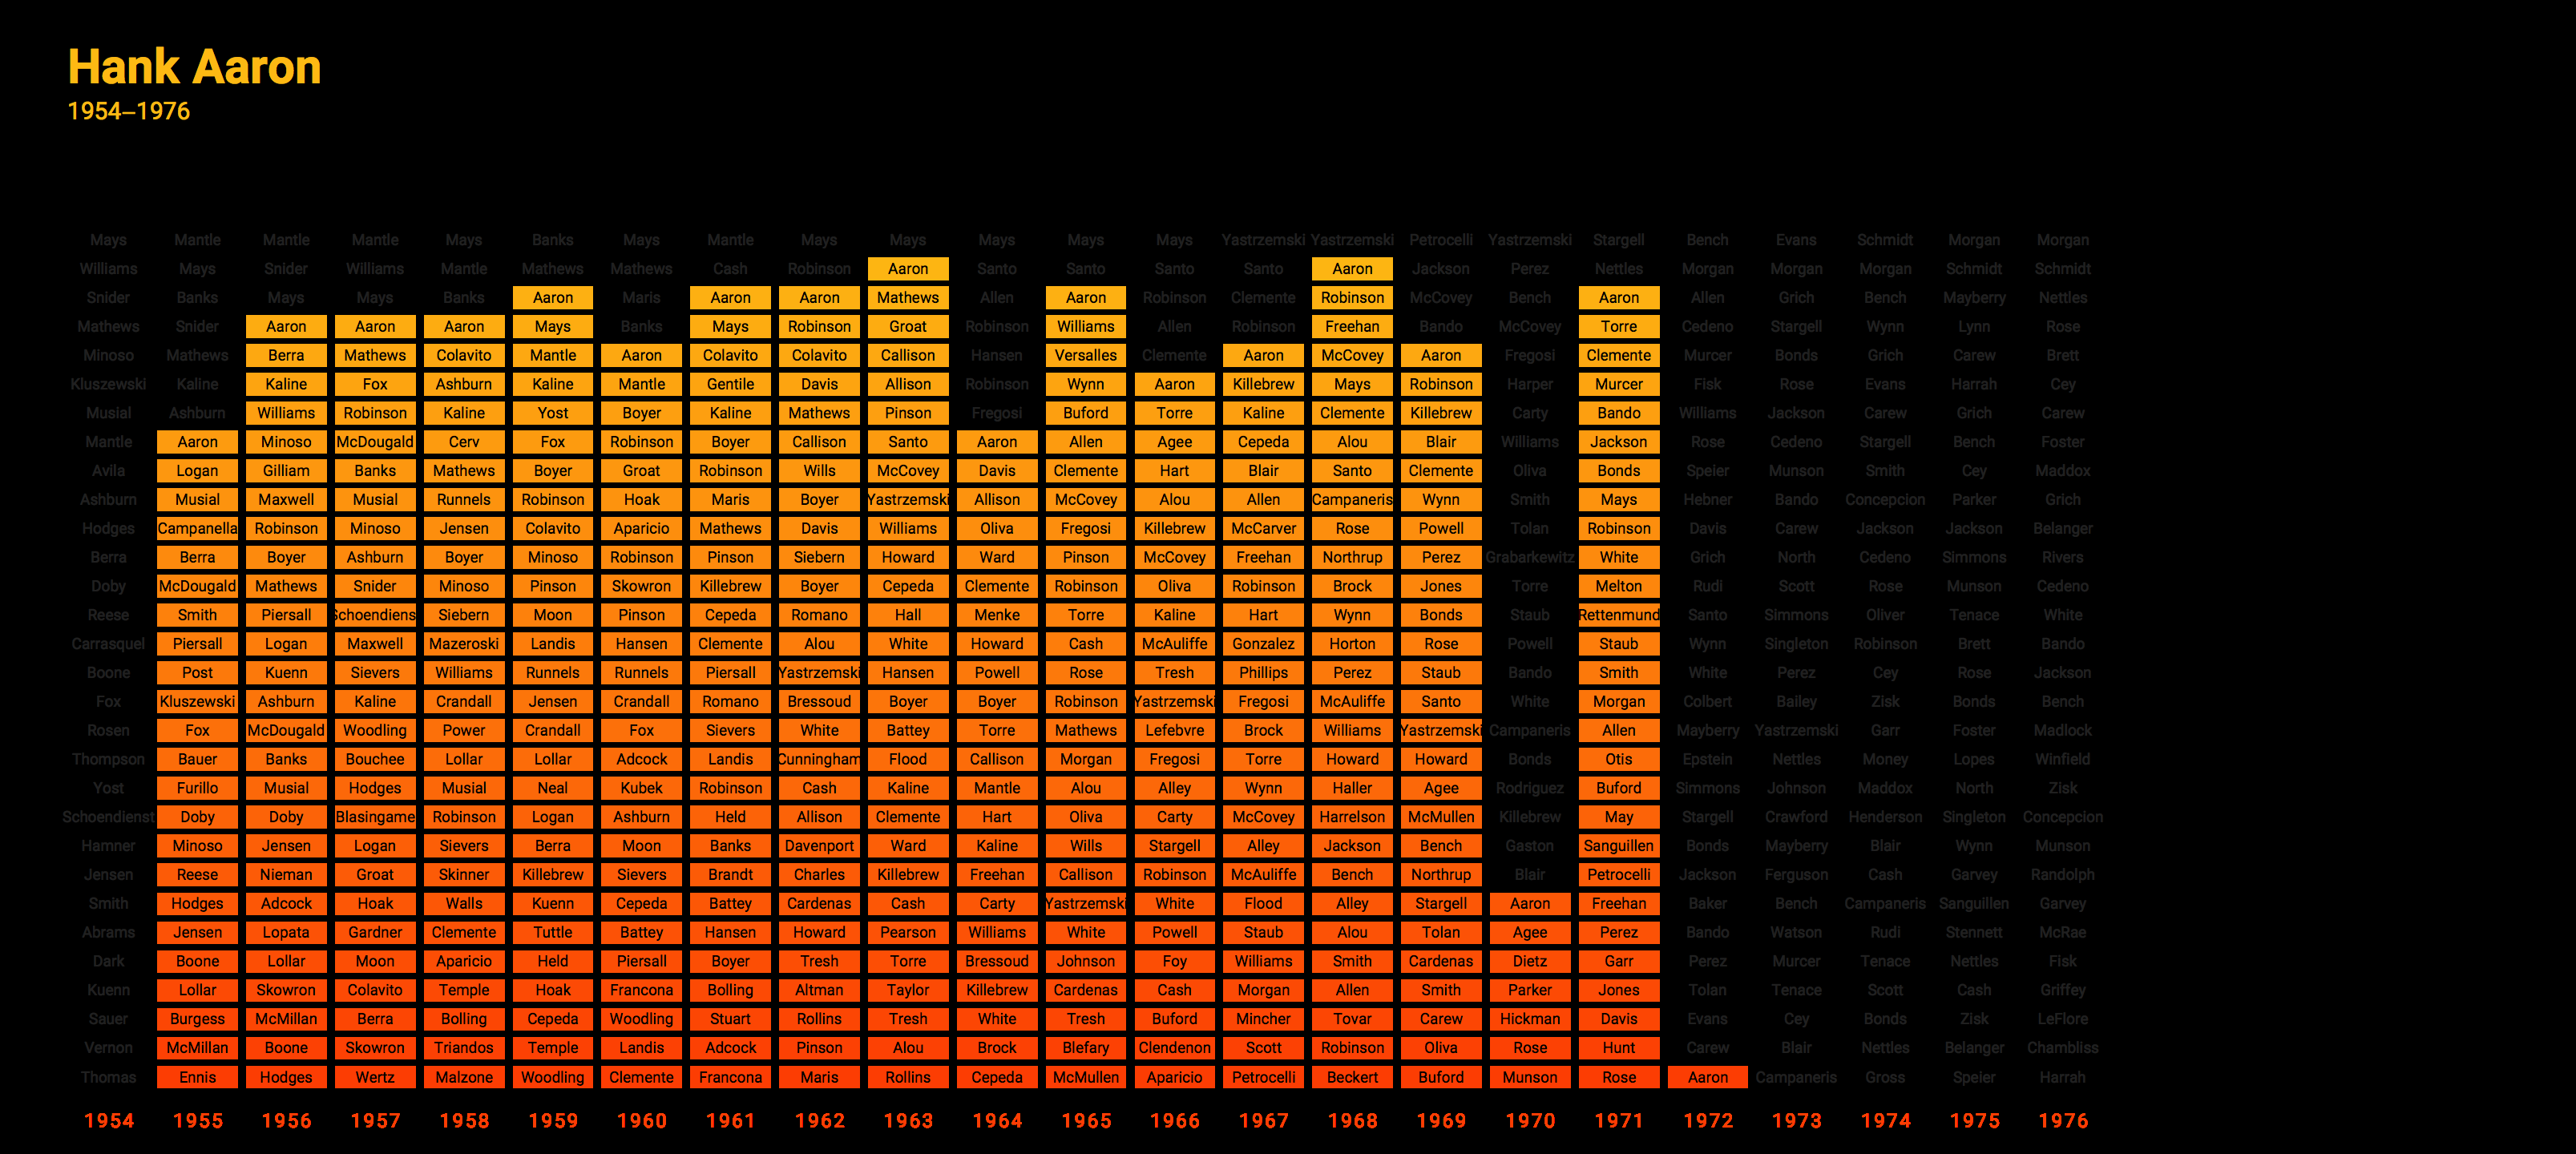 Hank Aaron
1954–1976
Mays Mantle Mantle Mantle Mays Banks Mays Mantle Mays Mays Mays Mays Mays Yastrzemski Yastrzemski Petrocelli Yastrzemski Stargell Bench Evans Schmidt Morgan Morgan
Williams Mays Snider Williams Mantle Mathews Mathews Cash Robinson Aaron Santo Santo Santo Santo Aaron Jackson Perez Nettles Morgan Morgan Morgan Schmidt Schmidt
Snider Banks Mays Mays Banks Aaron Maris Aaron Aaron Mathews Allen Aaron Robinson Clemente Robinson McCovey Bench Aaron Allen Grich Bench Mayberry Nettles
Mathews Snider Aaron Aaron Aaron Mays Banks Mays Robinson Groat Robinson Williams Allen Robinson Freehan Bando McCovey Torre Cedeno Stargell Wynn Lynn Rose
Minoso Mathews Berra Mathews Colavito Mantle Aaron Colavito Colavito Callison Hansen Versalles Clemente Aaron McCovey Aaron Fregosi Clemente Murcer Bonds Grich Carew Brett
Kluszewski Kaline Kaline Fox Ashburn Kaline Mantle Gentile Davis Allison Robinson Wynn Aaron Killebrew Mays Robinson Harper Murcer Fisk Rose Evans Harrah Cey
Musial Ashburn Williams Robinson Kaline Yost Boyer Kaline Mathews Pinson Fregosi Buford Torre Kaline Clemente Killebrew Carty Bando Williams Jackson Carew Grich Carew
Mantle Aaron Minoso McDougald Cerv Fox Robinson Boyer Callison Santo Aaron Allen Agee Cepeda Alou Blair Williams Jackson Rose Cedeno Stargell Bench Foster
Avila Logan Gilliam Banks Mathews Boyer Groat Robinson Wills McCovey Davis Clemente Hart Blair Santo Clemente Oliva Bonds Speier Munson Smith Cey Maddox
Ashburn Musial Maxwell Musial Runnels Robinson Hoak Maris Boyer Yastrzemski Allison McCovey Alou Allen Campaneris Wynn Smith Mays Hebner Bando Concepcion Parker Grich
Hodges Campanella Robinson Minoso Jensen Colavito Aparicio Mathews Davis Williams Oliva Fregosi Killebrew McCarver Rose Powell Tolan Robinson Davis Carew Jackson Jackson Belanger
Berra Berra Boyer Ashburn Boyer Minoso Robinson Pinson Siebern Howard Ward Pinson McCovey Freehan Northrup Perez Grabarkewitz White Grich North Cedeno Simmons Rivers
Doby McDougald Mathews Snider Minoso Pinson Skowron Killebrew Boyer Cepeda Clemente Robinson Oliva Robinson Brock Jones Torre Melton Rudi Scott Rose Munson Cedeno
Reese Smith Piersall Schoendienst Siebern Moon Pinson Cepeda Romano Hall Menke Torre Kaline Hart Wynn Bonds Staub Rettenmund Santo Simmons Oliver Tenace White
Carrasquel Piersall Logan Maxwell Mazeroski Landis Hansen Clemente Alou White Howard Cash McAuliffe Gonzalez Horton Rose Powell Staub Wynn Singleton Robinson Brett Bando
Boone Post Kuenn Sievers Williams Runnels Runnels Piersall Yastrzemski Hansen Powell Rose Tresh Phillips Perez Staub Bando Smith White Perez Cey Rose Jackson
Fox Kluszewski Ashburn Kaline Crandall Jensen Crandall Romano Bressoud Boyer Boyer Robinson Yastrzemski Fregosi McAuliffe Santo White Morgan Colbert Bailey Zisk Bonds Bench
Rosen Fox McDougald Woodling Power Crandall Fox Sievers White Battey Torre Mathews Lefebvre Brock Williams Yastrzemski Campaneris Allen Mayberry Yastrzemski Garr Foster Madlock
Thompson Bauer Banks Bouchee Lollar Lollar Adcock Landis Cunningham Flood Callison Morgan Fregosi Torre Howard Howard Bonds Otis Epstein Nettles Money Lopes Winfield
Yost Furillo Musial Hodges Musial Neal Kubek Robinson Cash Kaline Mantle Alou Alley Wynn Haller Agee Rodriguez Buford Simmons Johnson Maddox North Zisk
Schoendienst Doby Doby Blasingame Robinson Logan Ashburn Held Allison Clemente Hart Oliva Carty McCovey Harrelson McMullen Killebrew May Stargell Crawford Henderson Singleton Concepcion
Hamner Minoso Jensen Logan Sievers Berra Moon Banks Davenport Ward Kaline Wills Stargell Alley Jackson Bench Gaston Sanguillen Bonds Mayberry Blair Wynn Munson
Jensen Reese Nieman Groat Skinner Killebrew Sievers Brandt Charles Killebrew Freehan Callison Robinson McAuliffe Bench Northrup Blair Petrocelli Jackson Ferguson Cash Garvey Randolph
Smith Hodges Adcock Hoak Walls Kuenn Cepeda Battey Cardenas Cash Carty Yastrzemski White Flood Alley Stargell Aaron Freehan Baker Bench Campaneris Sanguillen Garvey
Abrams Jensen Lopata Gardner Clemente Tuttle Battey Hansen Howard Pearson Williams White Powell Staub Alou Tolan Agee Perez Bando Watson Rudi Stennett McRae
Dark Boone Lollar Moon Aparicio Held Piersall Boyer Tresh Torre Bressoud Johnson Foy Williams Smith Cardenas Dietz Garr Perez Murcer Tenace Nettles Fisk
Kuenn Lollar Skowron Colavito Temple Hoak Francona Bolling Altman Taylor Killebrew Cardenas Cash Morgan Allen Smith Parker Jones Tolan Tenace Scott Cash Griffey
Sauer Burgess McMillan Berra Bolling Cepeda Woodling Stuart Rollins Tresh White Tresh Buford Mincher Tovar Carew Hickman Davis Evans Cey Bonds Zisk LeFlore
Vernon McMillan Boone Skowron Triandos Temple Landis Adcock Pinson Alou Brock Blefary Clendenon Scott Robinson Oliva Rose Hunt Carew Blair Nettles Belanger Chambliss
Thomas Ennis Hodges Wertz Malzone Woodling Clemente Francona Maris Rollins Cepeda McMullen Aparicio Petrocelli Beckert Buford Munson Rose Aaron Campaneris Gross Speier Harrah
1954 1955 1956 1957 1958 1959 1960 1961 1962 1963 1964 1965 1966 1967 1968 1969 1970 1971 1972 1973 1974 1975 1976